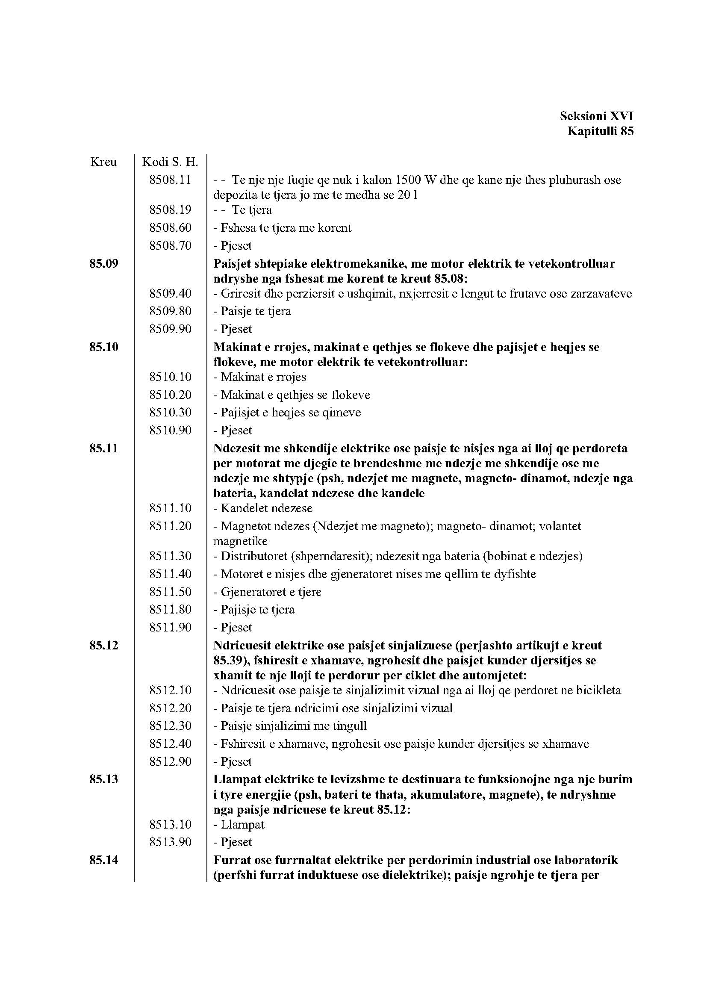 Seksioni XVI
Kapitulli 85
Kreu Kodi S. H.
8508.11 - - Te nje nje fuqie qe nuk i kalon 1500 W dhe qe kane nje thes pluhurash ose
depozita te tjera jo me te medha se 20 l
8508.19 - - Te tjera
8508.60 - Fshesa te tjera me korent
8508.70 - Pjeset
85.09 Paisjet shtepiake elektromekanike, me motor elektrik te vetekontrolluar
ndryshe nga fshesat me korent te kreut 85.08:
8509.40 - Griresit dhe perziersit e ushqimit, nxjerresit e lengut te frutave ose zarzavateve
8509.80 - Paisje te tjera
8509.90 - Pjeset
85.10 Makinat e rrojes, makinat e qethjes se flokeve dhe pajisjet e heqjes se
flokeve, me motor elektrik te vetekontrolluar:
8510.10 - Makinat e rrojes
8510.20 - Makinat e qethjes se flokeve
8510.30 - Pajisjet e heqjes se qimeve
8510.90 - Pjeset
85.11 Ndezesit me shkendije elektrike ose paisje te nisjes nga ai lloj qe perdoreta
per motorat me djegie te brendeshme me ndezje me shkendije ose me
ndezje me shtypje (psh, ndezjet me magnete, magneto- dinamot, ndezje nga
bateria, kandelat ndezese dhe kandele
8511.10 - Kandelet ndezese
8511.20 - Magnetot ndezes (Ndezjet me magneto); magneto- dinamot; volantet
magnetike
8511.30 - Distributoret (shperndaresit); ndezesit nga bateria (bobinat e ndezjes)
8511.40 - Motoret e nisjes dhe gjeneratoret nises me qellim te dyfishte
8511.50 - Gjeneratoret e tjere
8511.80 - Pajisje te tjera
8511.90 - Pjeset
85.12 Ndricuesit elektrike ose paisjet sinjalizuese (perjashto artikujt e kreut
85.39), fshiresit e xhamave, ngrohesit dhe paisjet kunder djersitjes se
xhamit te nje lloji te perdorur per ciklet dhe automjetet:
8512.10 - Ndricuesit ose paisje te sinjalizimit vizual nga ai lloj qe perdoret ne bicikleta
8512.20 - Paisje te tjera ndricimi ose sinjalizimi vizual
8512.30 - Paisje sinjalizimi me tingull
8512.40 - Fshiresit e xhamave, ngrohesit ose paisje kunder djersitjes se xhamave
8512.90 - Pjeset
85.13 Llampat elektrike te levizshme te destinuara te funksionojne nga nje burim
i tyre energjie (psh, bateri te thata, akumulatore, magnete), te ndryshme
nga paisje ndricuese te kreut 85.12:
8513.10 - Llampat
8513.90 - Pjeset
85.14 Furrat ose furrnaltat elektrike per perdorimin industrial ose laboratorik
(perfshi furrat induktuese ose dielektrike); paisje ngrohje te tjera per